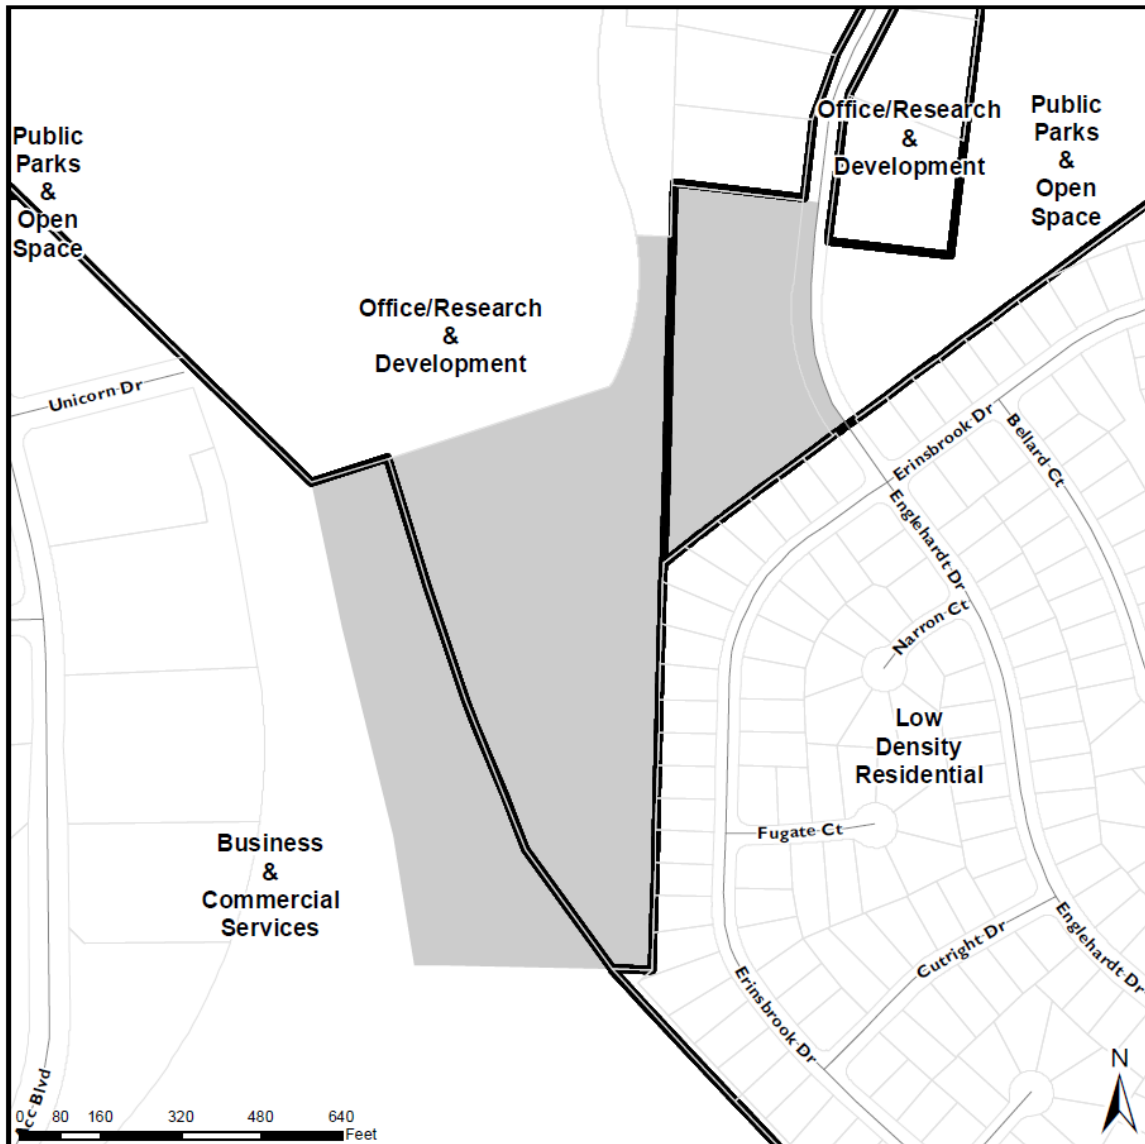 Public
Parks
&
Open
Space
Office/Research
&
Development
Public
Parks
&
Open
Space
Office/Research
&
Development
Unicorn Dr
Erinsbrook Dr
Bellard Ct
Englehardt Dr
Narron Ct
Low
Density
Residential
Fugate Ct
Business
&
Commercial
Services
Cutright Dr
Englehardt Dr
Erinsbrook Dr
Blvd
N
0 80 160 320 480 640
Feet